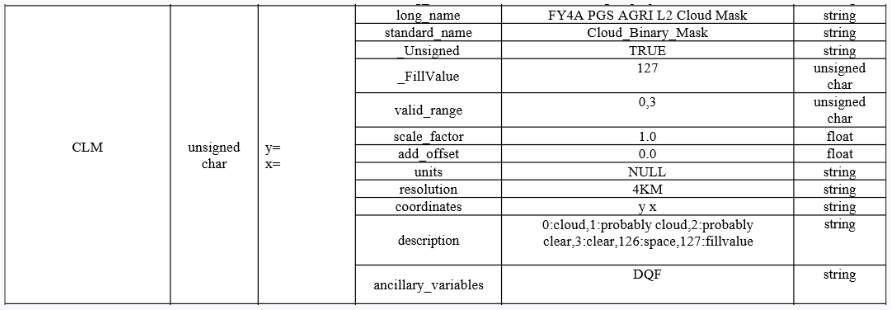 long_name FY4A PGS AGRI L2 Cloud Mask string
standard_name Cloud_Binary_Mask string
_Unsigned TRUE string
_FillValue 127 unsigned char
valid_range 0,3 unsigned char
CLM unsigned char y= x=
scale_factor 1.0 float
add_offset 0.0 float
units NULL string
resolution 4KM string
coordinates y x string
description 0:cloud,1:probably cloud,2:probably clear,3:clear,126:space,127:fillvalue string
ancillary_variables DQF string